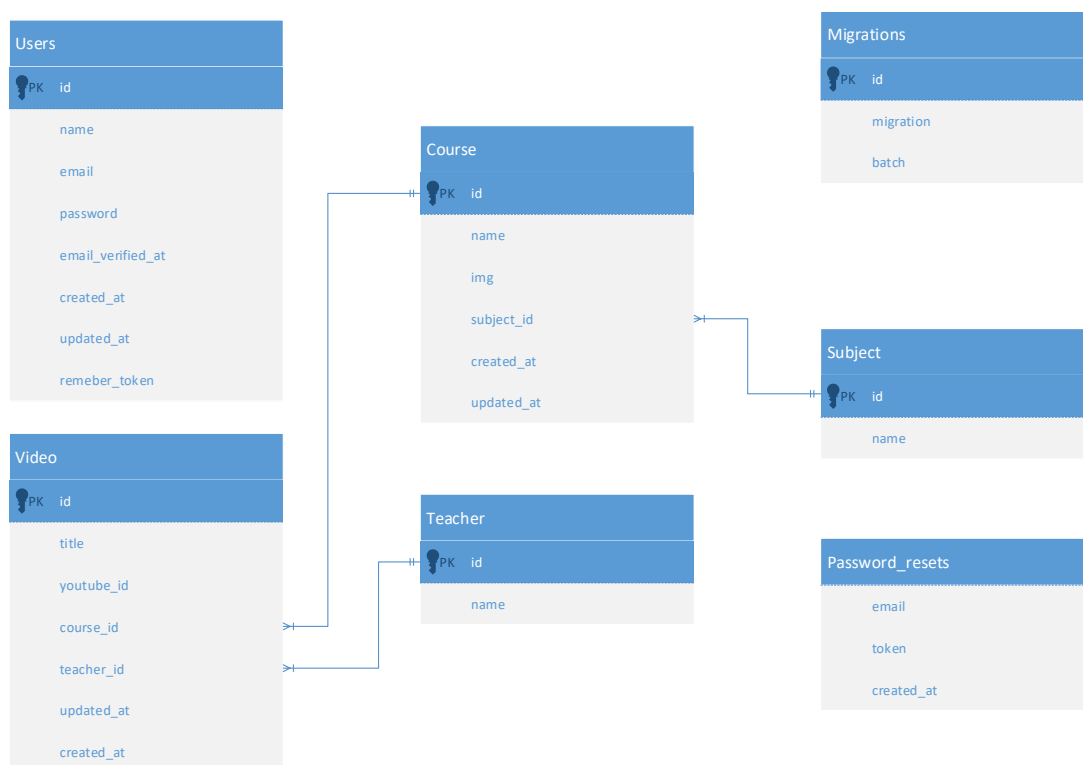 Users
PK id
name
email
password
email_verified_at
created_at
updated_at
remeber_token
Video
PK id
title
youtube_id
course_id
teacher_id
updated_at
created_at
Course
PK id
name
img
subject_id
created_at
updated_at
Teacher
PK id
name
Migrations
PK id
migration
batch
Subject
PK id
name
Password_resets
email
token
created_at